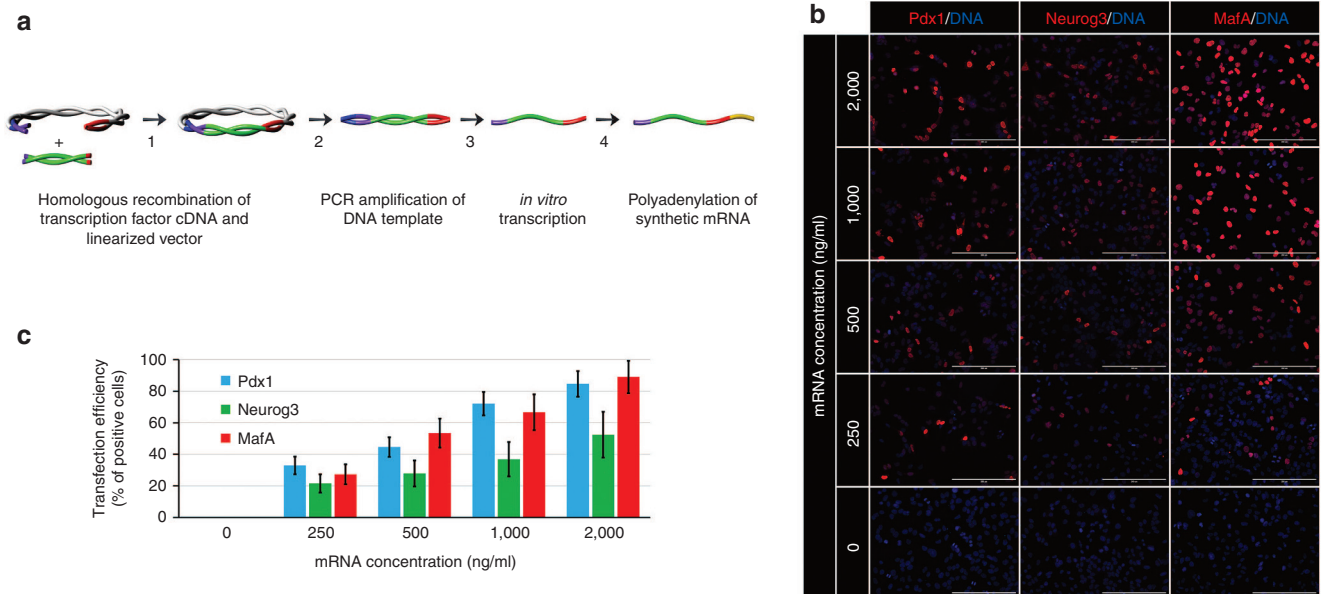 a
+
1
2
3
4
Homologous recombination of
transcription factor cDNA and
linearized vector
PCR amplification of
DNA template
in vitro
transcription
Polyadenylation of
synthetic mRNA
b
Pdx1/DNA
Neurog3/DNA
MafA/DNA
mRNA concentration (ng/ml)
2,000
1,000
500
250
0
c
Transfection efficiency
(% of positive cells)
100
80
60
40
20
0
Pdx1
Neurog3
MafA
0
250
500
1,000
2,000
mRNA concentration (ng/ml)